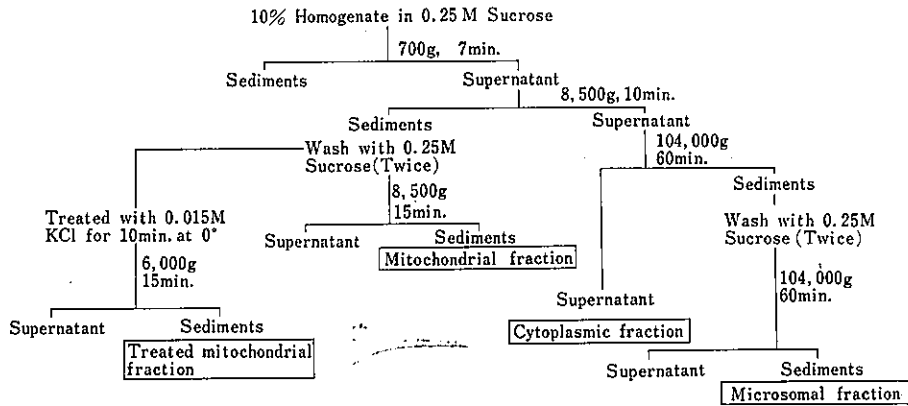 10% Homogenate in 0.25 M Sucrose
700g, 7min.
Sediments
Supernatant
8,500g, 10min.
Sediments
Supernatant
Wash with 0.25M
Sucrose(Twice)
104,000g
60min.
8,500g
15min.
Sediments
Treated with 0.015M
KCl for 10min. at 0°
Wash with 0.25M
Sucrose(Twice)
Supernatant
Sediments
Mitochondrial fraction
6,000g
15min.
104,000g
60min.
Supernatant
Supernatant
Sediments
Cytoplasmic fraction
Treated mitochondrial
fraction
Supernatant
Sediments
Microsomal fraction